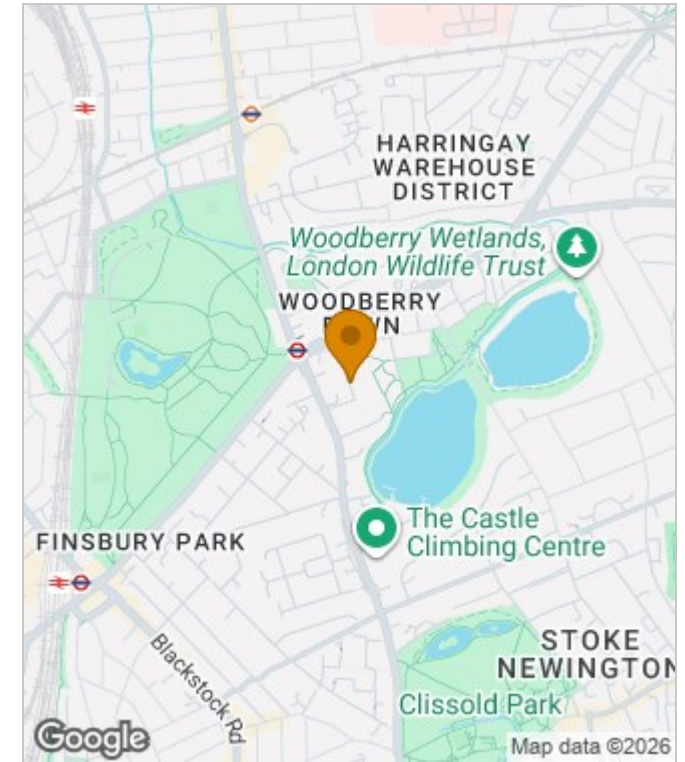 HARRINGAY
WAREHOUSE
DISTRICT
Woodberry Wetlands,
London Wildlife Trust
WOODBERRY
The Castle
Climbing Centre
FINSBURY PARK
Blackstock Rd
STOKE
NEWINGTON
Clissold Park
Google
Map data ©2026